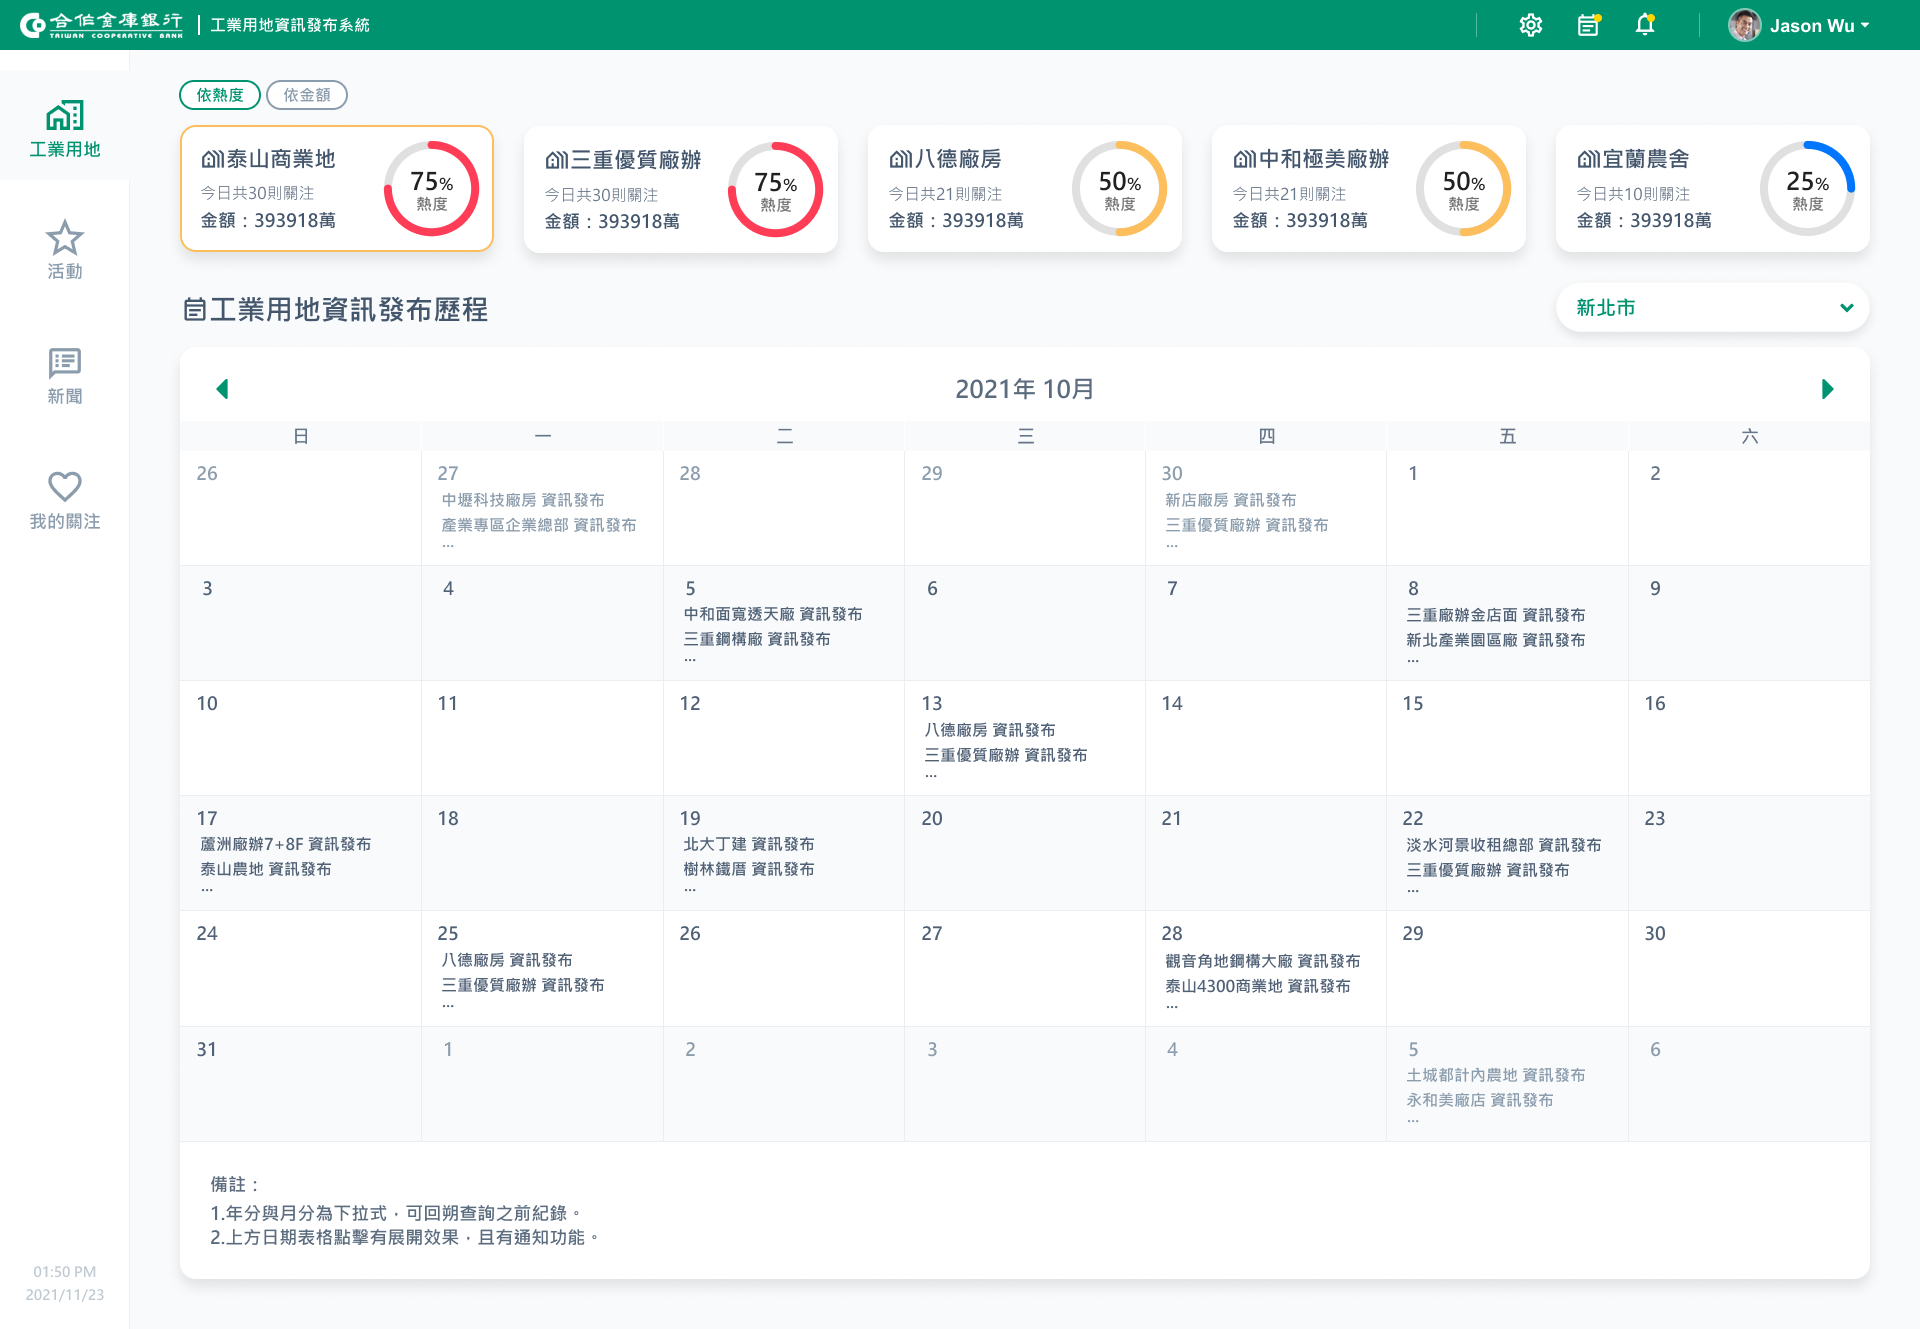 合作金庫銀行
TAIWAN COOPERATIVE BANK
工業用地資訊發布系統
Jason Wu
工業用地
活動
新聞
我的關注
01:50 PM
2021/11/23
依熱度
依金額
泰山商業地
今日共30則關注
金額：393918萬
75%
熱度
三重優質廠辦
今日共30則關注
金額：393918萬
75%
熱度
八德廠房
今日共21則關注
金額：393918萬
50%
熱度
中和極美廠辦
今日共21則關注
金額：393918萬
50%
熱度
宜蘭農舍
今日共10則關注
金額：393918萬
25%
熱度
工業用地資訊發布歷程
新北市
2021年 10月
日 一 二 三 四 五 六
26
27
中壢科技廠房 資訊發布
產業專區企業總部 資訊發布
...
28
29
30
新店廠房 資訊發布
三重優質廠辦 資訊發布
...
1
2
3
4
5
中和面寬透天廠 資訊發布
三重鋼構廠 資訊發布
...
6
7
8
三重廠辦金店面 資訊發布
新北產業園區廠 資訊發布
...
9
10
11
12
13
八德廠房 資訊發布
三重優質廠辦 資訊發布
...
14
15
16
17
蘆洲廠辦7+8F 資訊發布
泰山農地 資訊發布
...
18
19
北大丁建 資訊發布
樹林鐵厝 資訊發布
...
20
21
22
淡水河景收租總部 資訊發布
三重優質廠辦 資訊發布
...
23
24
25
八德廠房 資訊發布
三重優質廠辦 資訊發布
...
26
27
28
觀音角地鋼構大廠 資訊發布
泰山4300商業地 資訊發布
...
29
30
31
1
2
3
4
5
土城都計內農地 資訊發布
永和美廠店 資訊發布
...
6
備註：
1.年分與月分為下拉式，可回朔查詢之前紀錄。
2.上方日期表格點擊有展開效果，且有通知功能。